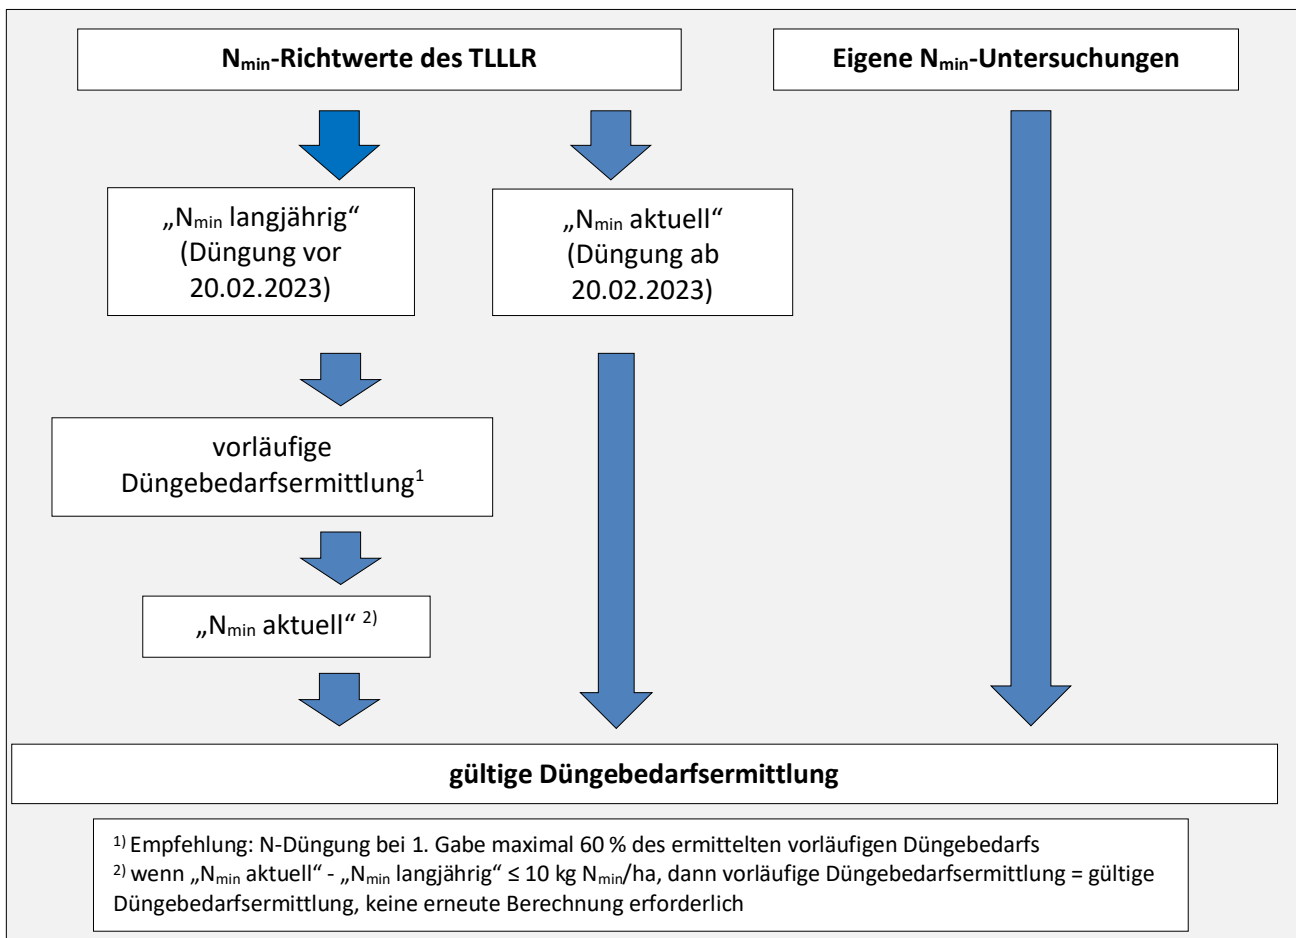 Nmin-Richtwerte des TLLLR
Eigene Nmin-Untersuchungen
„Nmin langjährig“
(Düngung vor
20.02.2023)
„Nmin aktuell“
(Düngung ab
20.02.2023)
vorläufige
Düngebedarfsermittlung1
„Nmin aktuell“ 2)
gültige Düngebedarfsermittlung
1) Empfehlung: N-Düngung bei 1. Gabe maximal 60 % des ermittelten vorläufigen Düngebedarfs
2) wenn „Nmin aktuell“ - „Nmin langjährig“ ≤ 10 kg Nmin/ha, dann vorläufige Düngebedarfsermittlung = gültige
Düngebedarfsermittlung, keine erneute Berechnung erforderlich